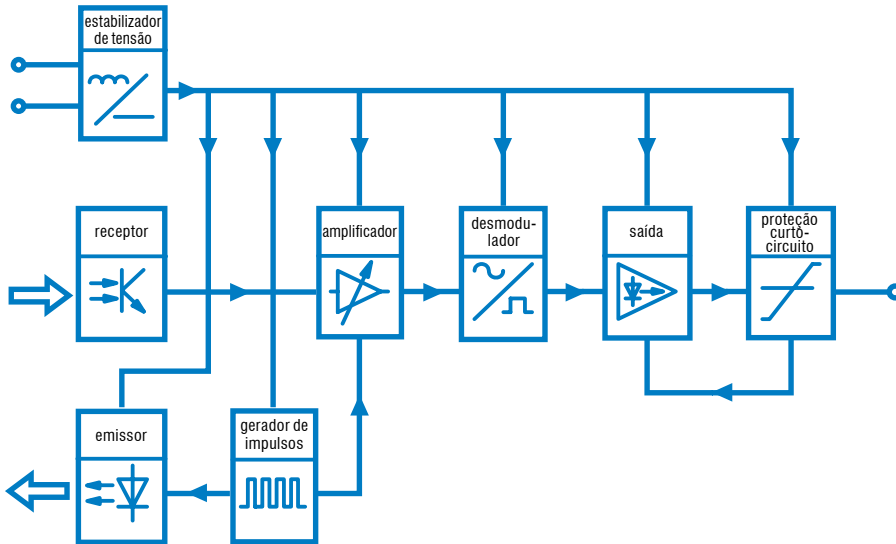 estabilizador
de tensão
receptor
amplificador
desmodu-
lador
saída
proteção
curto-
circuito
emissor
gerador de
impulsos